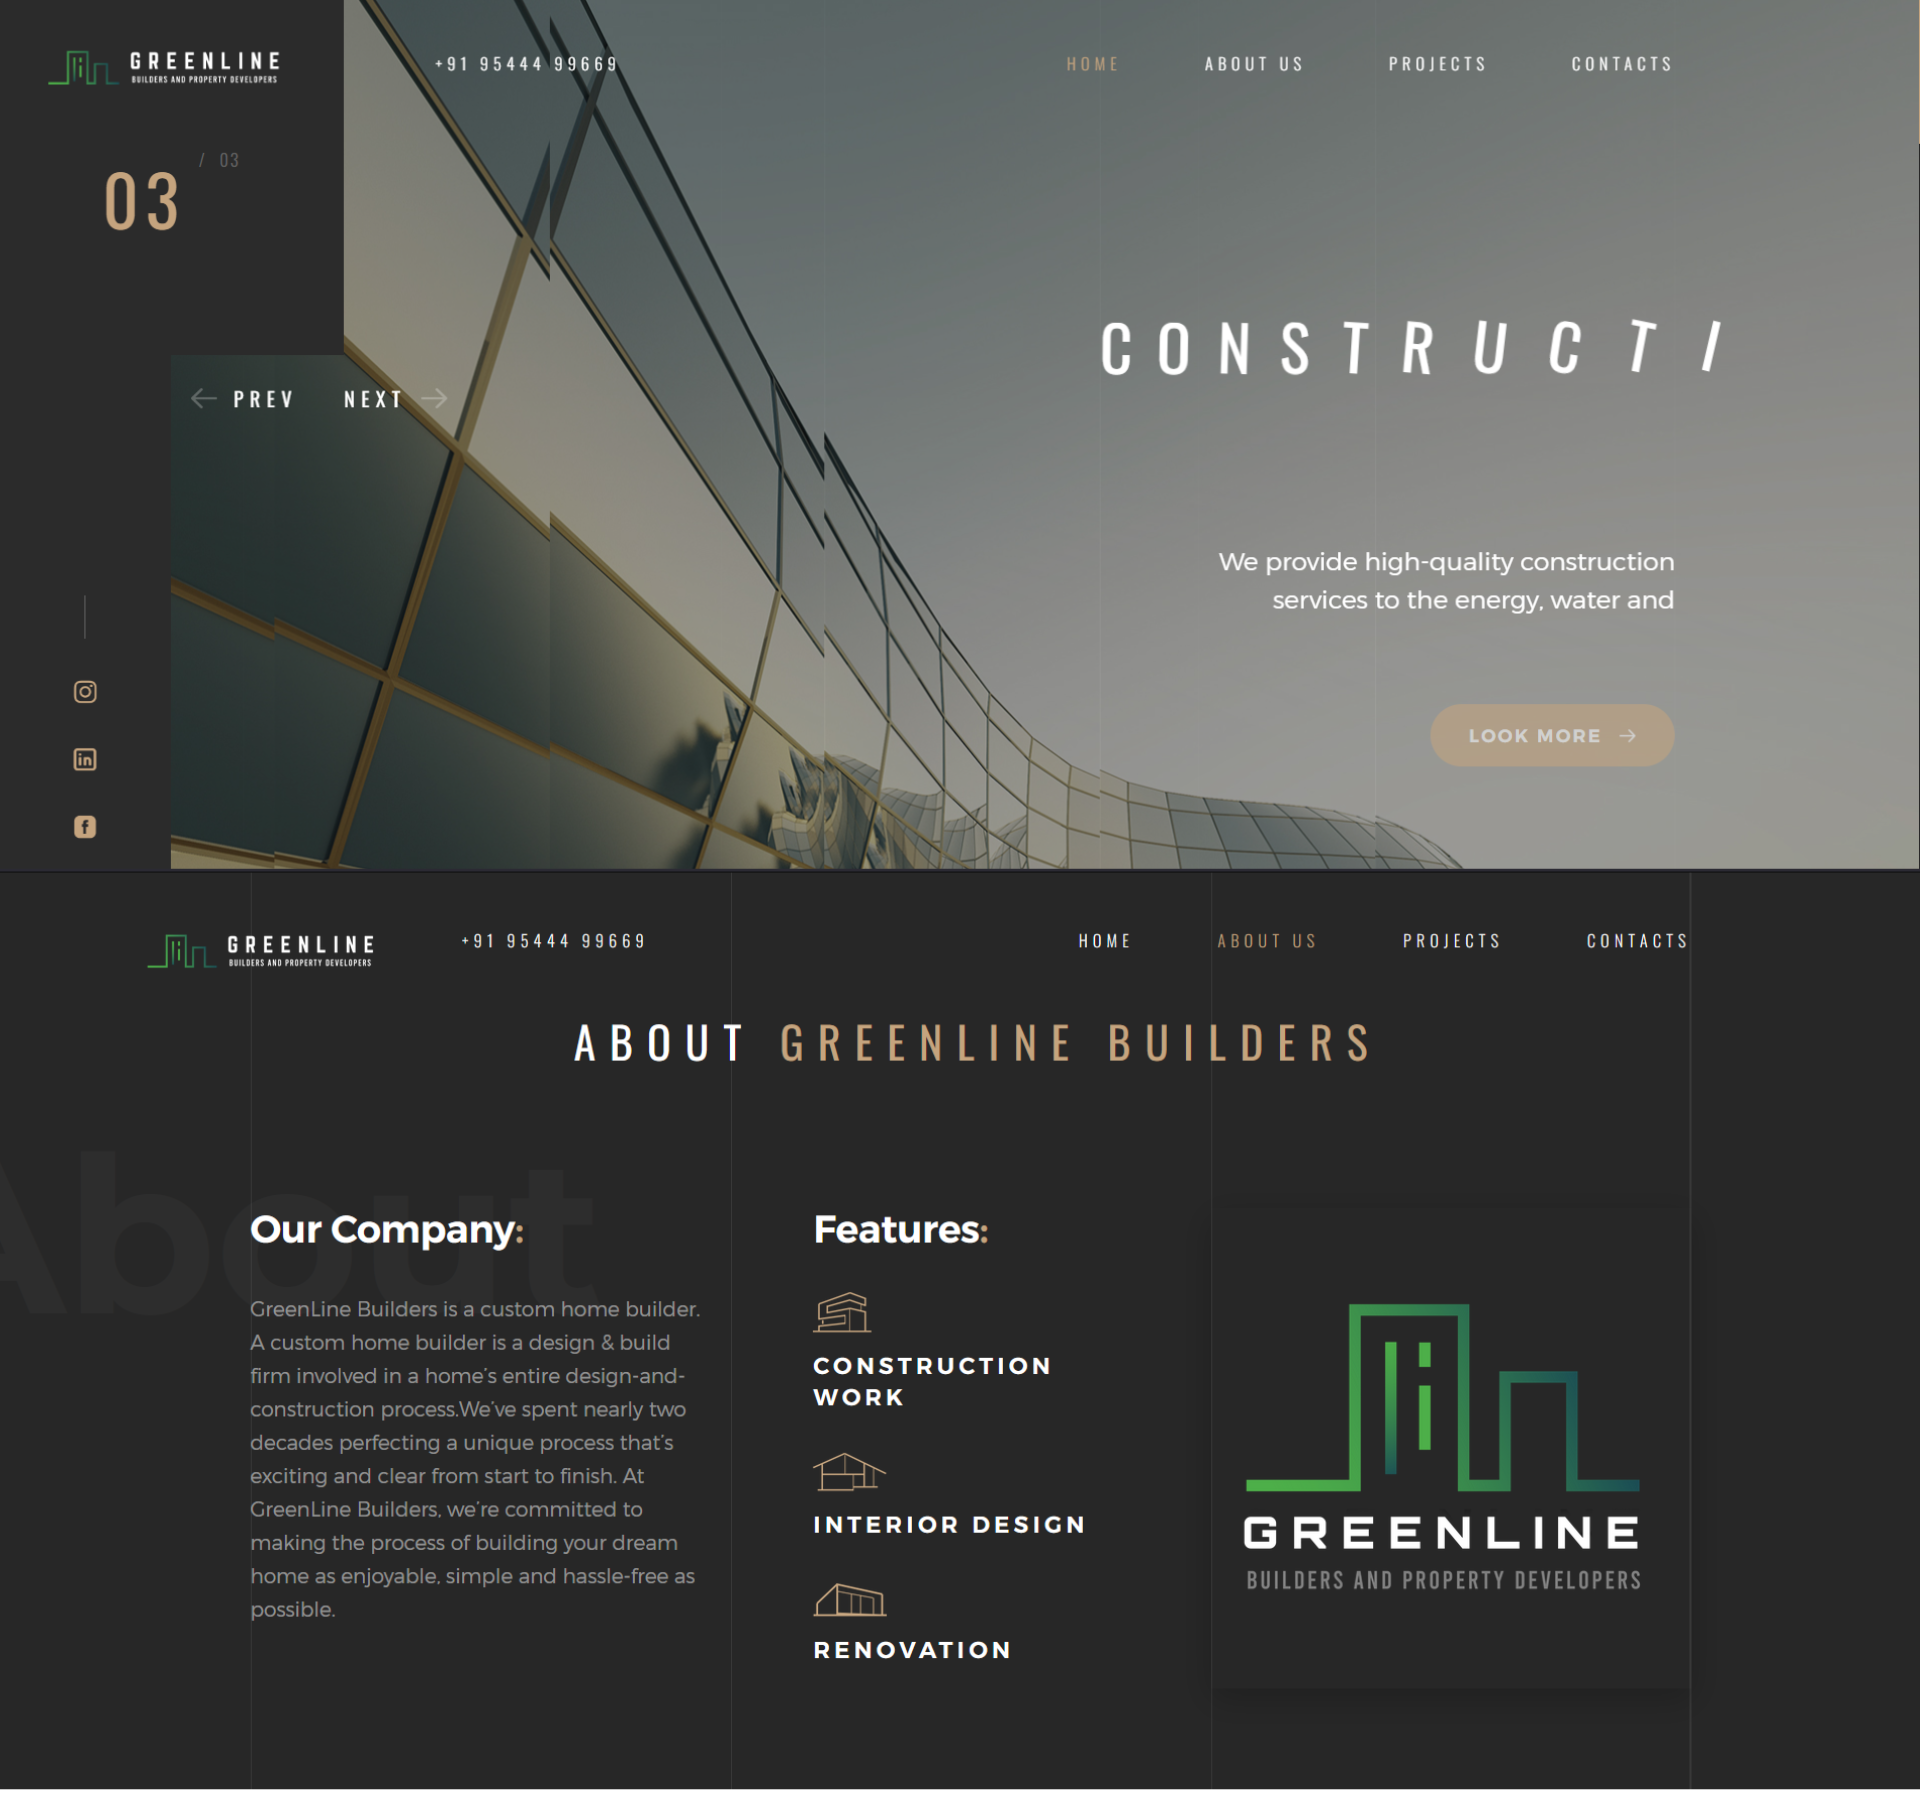 GREENLINE
BUILDERS AND PROPERTY DEVELOPERS
+91 95444 99669
HOME
ABOUT US
PROJECTS
CONTACTS
/ 03
03
PREV
NEXT
CONSTRUCTI
We provide high-quality construction
services to the energy, water and
LOOK MORE
GREENLINE
BUILDERS AND PROPERTY DEVELOPERS
+91 95444 99669
HOME
ABOUT US
PROJECTS
CONTACTS
ABOUT GREENLINE BUILDERS
About
Our Company:
GreenLine Builders is a custom home builder.
A custom home builder is a design & build
firm involved in a home's entire design-and-
construction process.We've spent nearly two
decades perfecting a unique process that's
exciting and clear from start to finish. At
GreenLine Builders, we're committed to
making the process of building your dream
home as enjoyable, simple and hassle-free as
possible.
Features:
CONSTRUCTION
WORK
INTERIOR DESIGN
RENOVATION
GREENLINE
BUILDERS AND PROPERTY DEVELOPERS